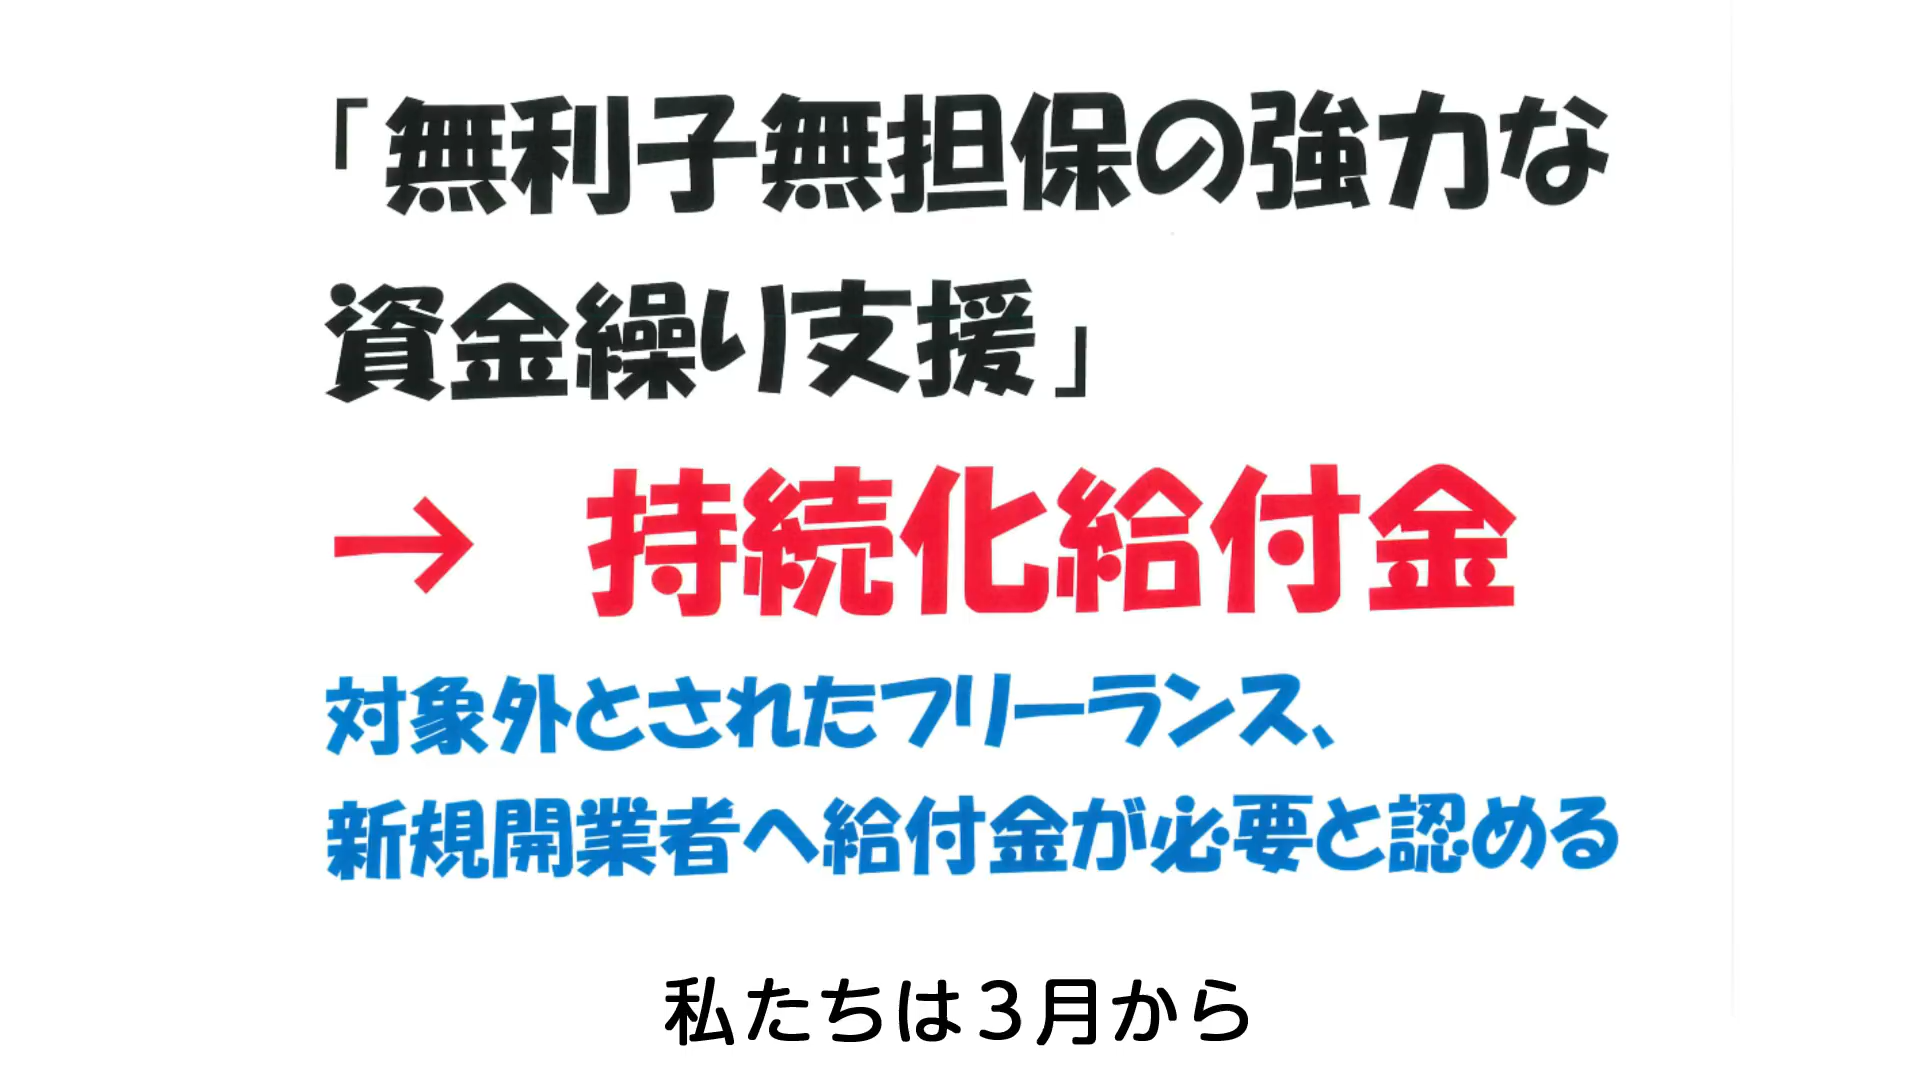 「無利子無担保の強力な
資金繰り支援」
→ 持続化給付金
対象外とされたフリーランス、
新規開業者へ給付金が必要と認める
私たちは３月から